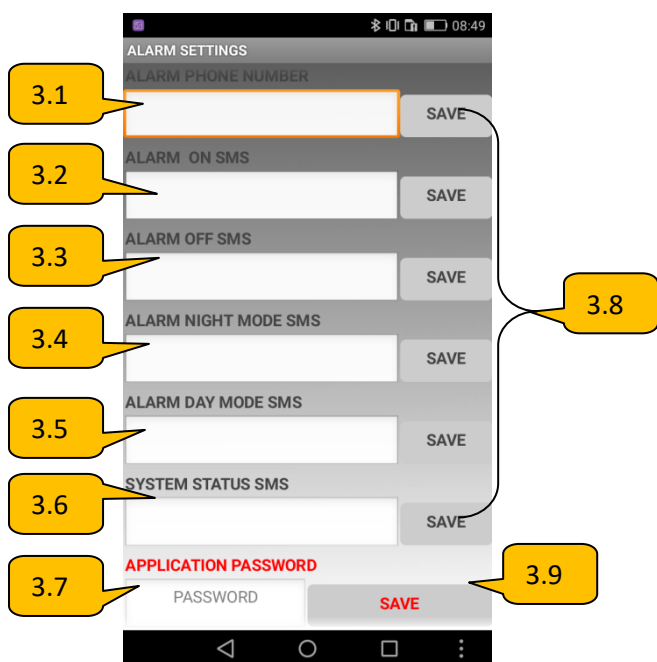 08:49
ALARM SETTINGS
ALARM PHONE NUMBER
3.1
SAVE
ALARM ON SMS
3.2
SAVE
ALARM OFF SMS
3.3
SAVE
3.8
ALARM NIGHT MODE SMS
3.4
SAVE
ALARM DAY MODE SMS
3.5
SAVE
SYSTEM STATUS SMS
3.6
SAVE
APPLICATION PASSWORD
3.9
3.7
PASSWORD
SAVE